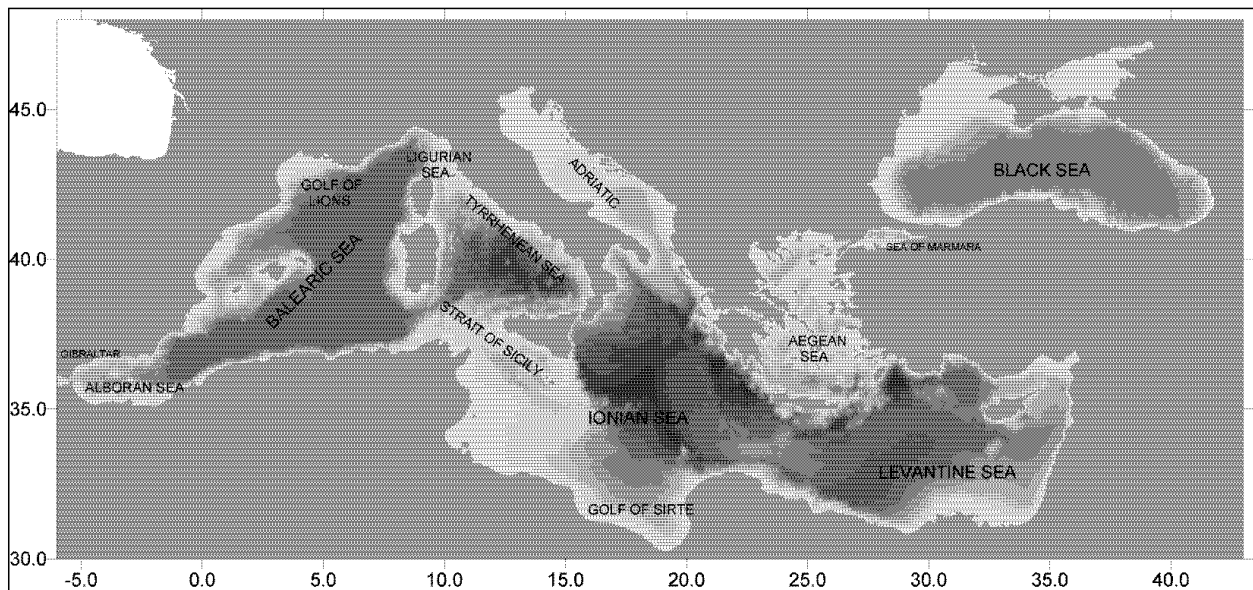 45.0
40.0
35.0
30.0
BLACK SEA
LIGURIAN
SEA
ADRIATIC
GOLF OF
LIONS
TYRRHENEAN SEA
SEA OF MARMARA
BALEARIC SEA
STRAIT OF SICILY
AEGEAN
SEA
GIBRALTAR
ALBORAN SEA
IONIAN SEA
LEVANTINE SEA
GOLF OF SIRTE
-5.0 0.0 5.0 10.0 15.0 20.0 25.0 30.0 35.0 40.0